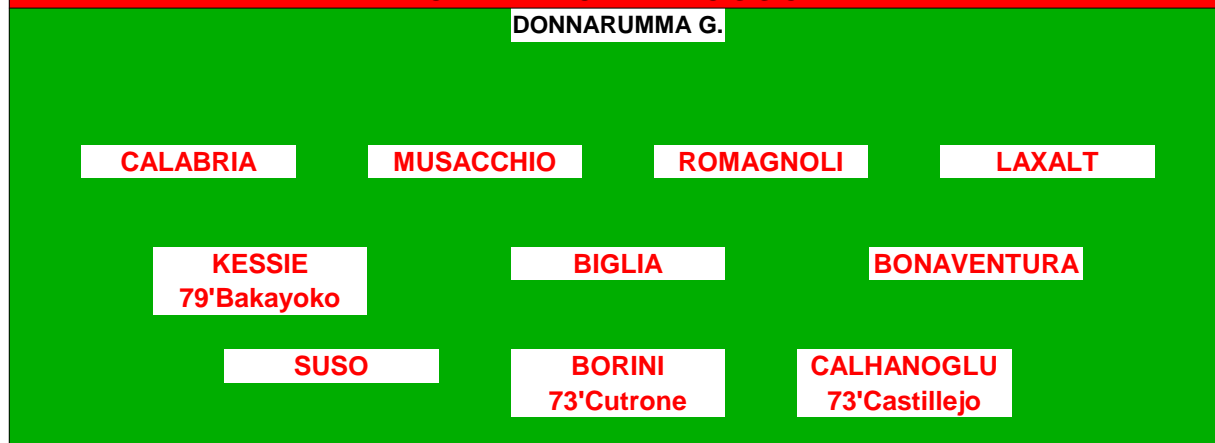 DONNARUMMA G.
CALABRIA MUSACCHIO ROMAGNOLI LAXALT
KESSIE BIGLIA BONAVENTURA
79'Bakayoko
SUSO BORINI CALHANOGLU
73'Cutrone 73'Castillejo